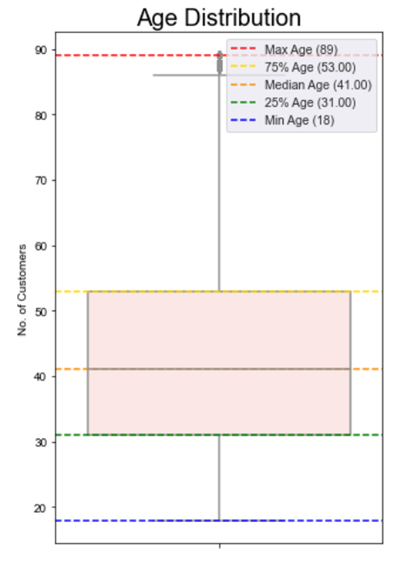 Age Distribution
Max Age (89)
75% Age (53.00)
Median Age (41.00)
25% Age (31.00)
Min Age (18)
No. of Customers
90
80
70
60
50
40
30
20